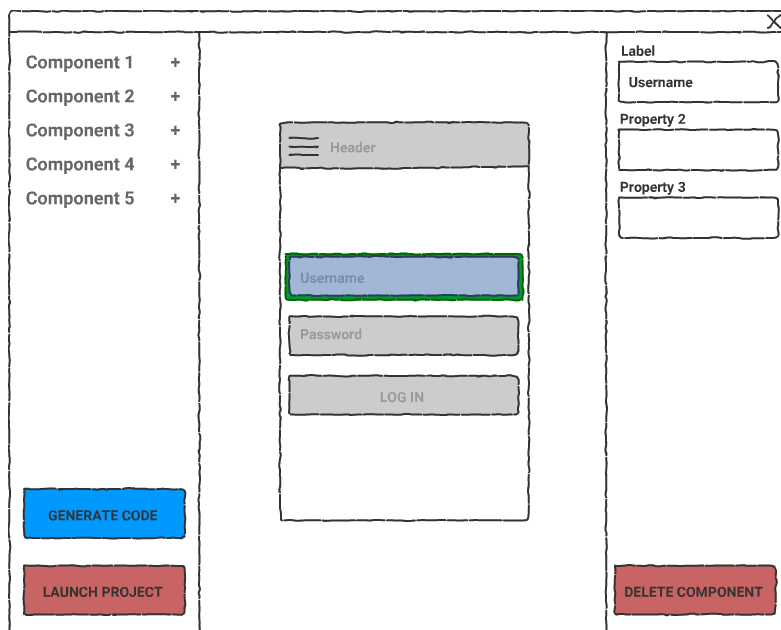 Component 1 +
Component 2 +
Component 3 +
Component 4 +
Component 5 +
GENERATE CODE
LAUNCH PROJECT
Header
Username
Password
LOG IN
Label
Username
Property 2
Property 3
DELETE COMPONENT